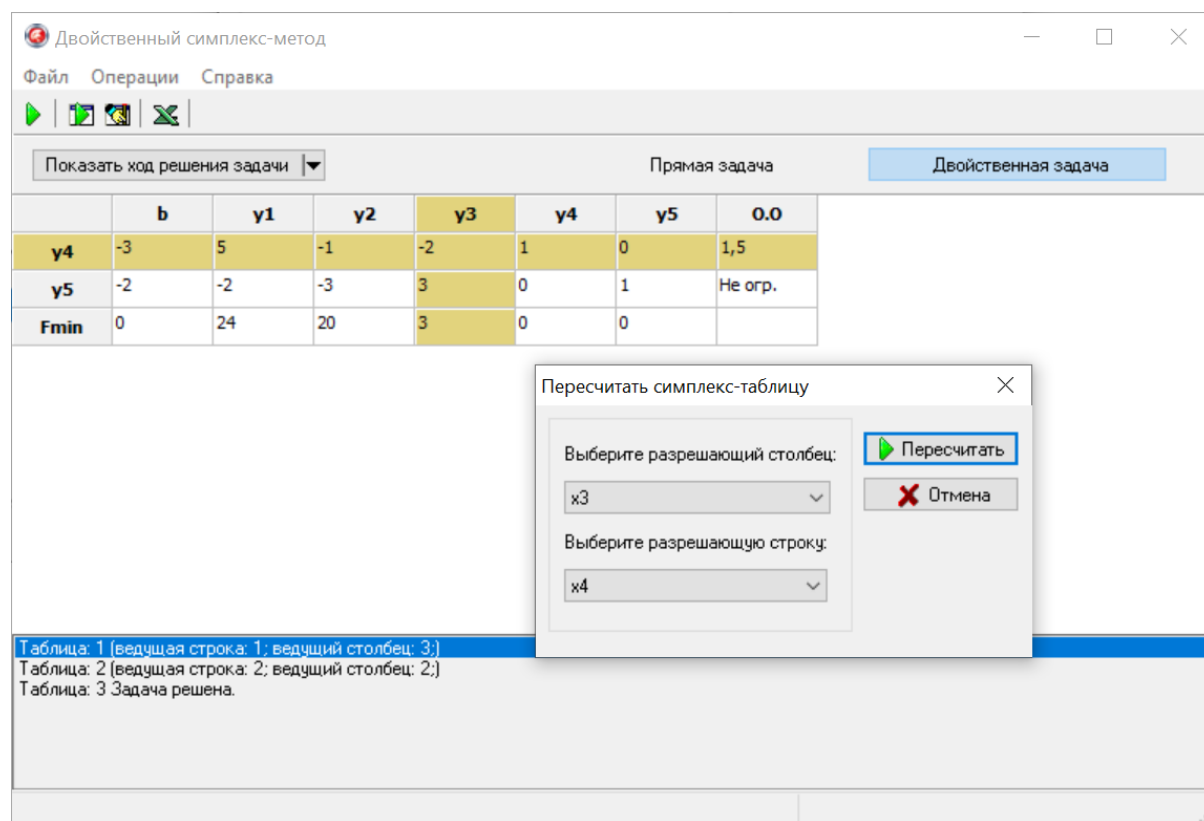 Двойственный симплекс-метод
Файл Операции Справка
Показать ход решения задачи Прямая задача Двойственная задача
b y1 y2 y3 y4 y5 О.О
y4 -3 5 -1 -2 1 0 1,5
y5 -2 -2 -3 3 0 1 Не огр.
Fmin 0 24 20 3 0 0
Пересчитать симплекс-таблицу
Выберите разрешающий столбец:
x3
Выберите разрешающую строку:
x4
Пересчитать
Отмена
Таблица: 1 (ведущая строка: 1; ведущий столбец: 3;)
Таблица: 2 (ведущая строка: 2; ведущий столбец: 2;)
Таблица: 3 Задача решена.